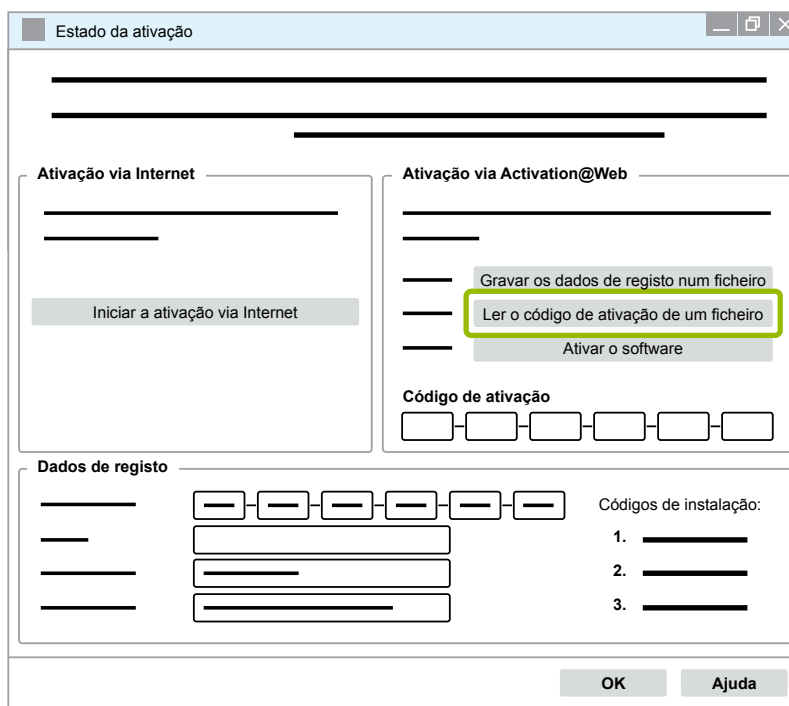 Estado da ativação
Ativação via Internet
Iniciar a ativação via Internet
Ativação via Activation@Web
Gravar os dados de registo num ficheiro
Ler o código de ativação de um ficheiro
Ativar o software
Código de ativação
Dados de registo
Códigos de instalação:
1.
2.
3.
OK
Ajuda